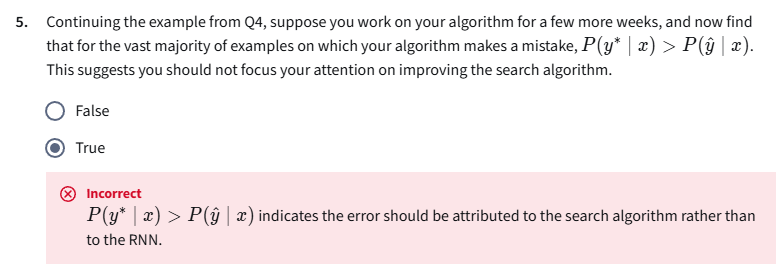 5. Continuing the example from Q4, suppose you work on your algorithm for a few more weeks, and now find
that for the vast majority of examples on which your algorithm makes a mistake, P(y* | x) > P(ŷ | x).
This suggests you should not focus your attention on improving the search algorithm.
False
True
Incorrect
P(y* | x) > P(ŷ | x) indicates the error should be attributed to the search algorithm rather than
to the RNN.